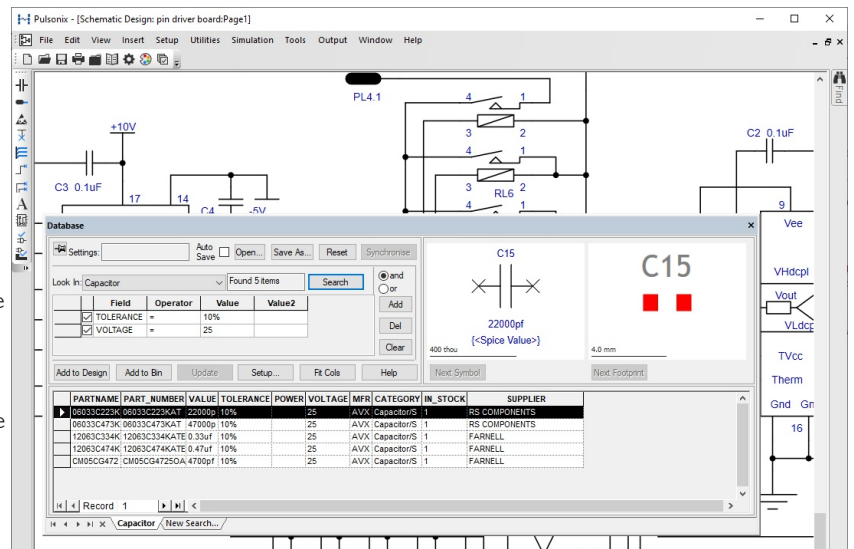 Pulsonix - [Schematic Design: pin driver board:Page1]
File Edit View Insert Setup Utilities Simulation Tools Output Window Help
Find
PL4.1
4 1
3 2
4 1
3 2
RL6
4 1
+10V
C3 0.1uF
17 14
C4 -5V
C2 0.1uF
9
Vee
VHdcpl
Vout
VLdcp
TVcc
Therm
Gnd Gn
16
e
e
Database
Settings: Auto Save Open... Save As... Reset Synchronise
Look In: Capacitor Found 5 items Search and
or
Field Operator Value Value2 Add
TOLERANCE = 10%
VOLTAGE = 25 Del
Clear
Add to Design Add to Bin Update Setup... Fit Cols Help
C15
22000pf
{<Spice Value>}
400 thou
Next Symbol
C15
4.0 mm
Next Footprint
PARTNAME PART_NUMBER VALUE TOLERANCE POWER VOLTAGE MFR CATEGORY IN_STOCK SUPPLIER
06033C223K 06033C223KAT 22000p 10% 25 AVX Capacitor/S 1 RS COMPONENTS
06033C473K 06033C473KAT 47000p 10% 25 AVX Capacitor/S 1 RS COMPONENTS
12063C334K 12063C334KATE 0.33uf 10% 25 AVX Capacitor/S 1 FARNELL
12063C474K 12063C474KATE 0.47uf 10% 25 AVX Capacitor/S 1 FARNELL
CM05CG472 CM05CG4725OA 4700pf 10% 25 AVX Capacitor/S 1 FARNELL
Record 1
Capacitor New Search...